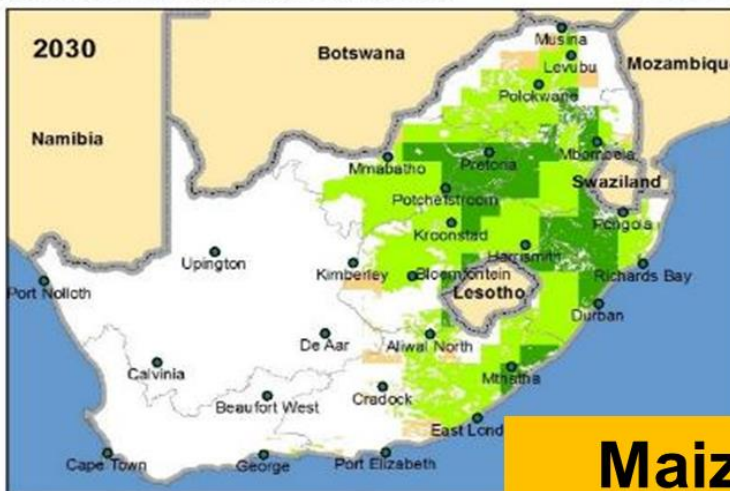 2030
Botswana
Namibia
Mozambique
Musina
Levubu
Polokwane
Mmabatho
Pretoria
Mbombela
Swaziland
Potchefstroom
Pongola
Kroonstad
Upington
Kimberley
Bloemfontein
Harrismith
Richards Bay
Port Nolloth
Lesotho
Durban
De Aar
Aliwal North
Calvinia
Mthatha
Beaufort West
Cradock
East Lond
Cape Town
George
Port Elizabeth
Maiz